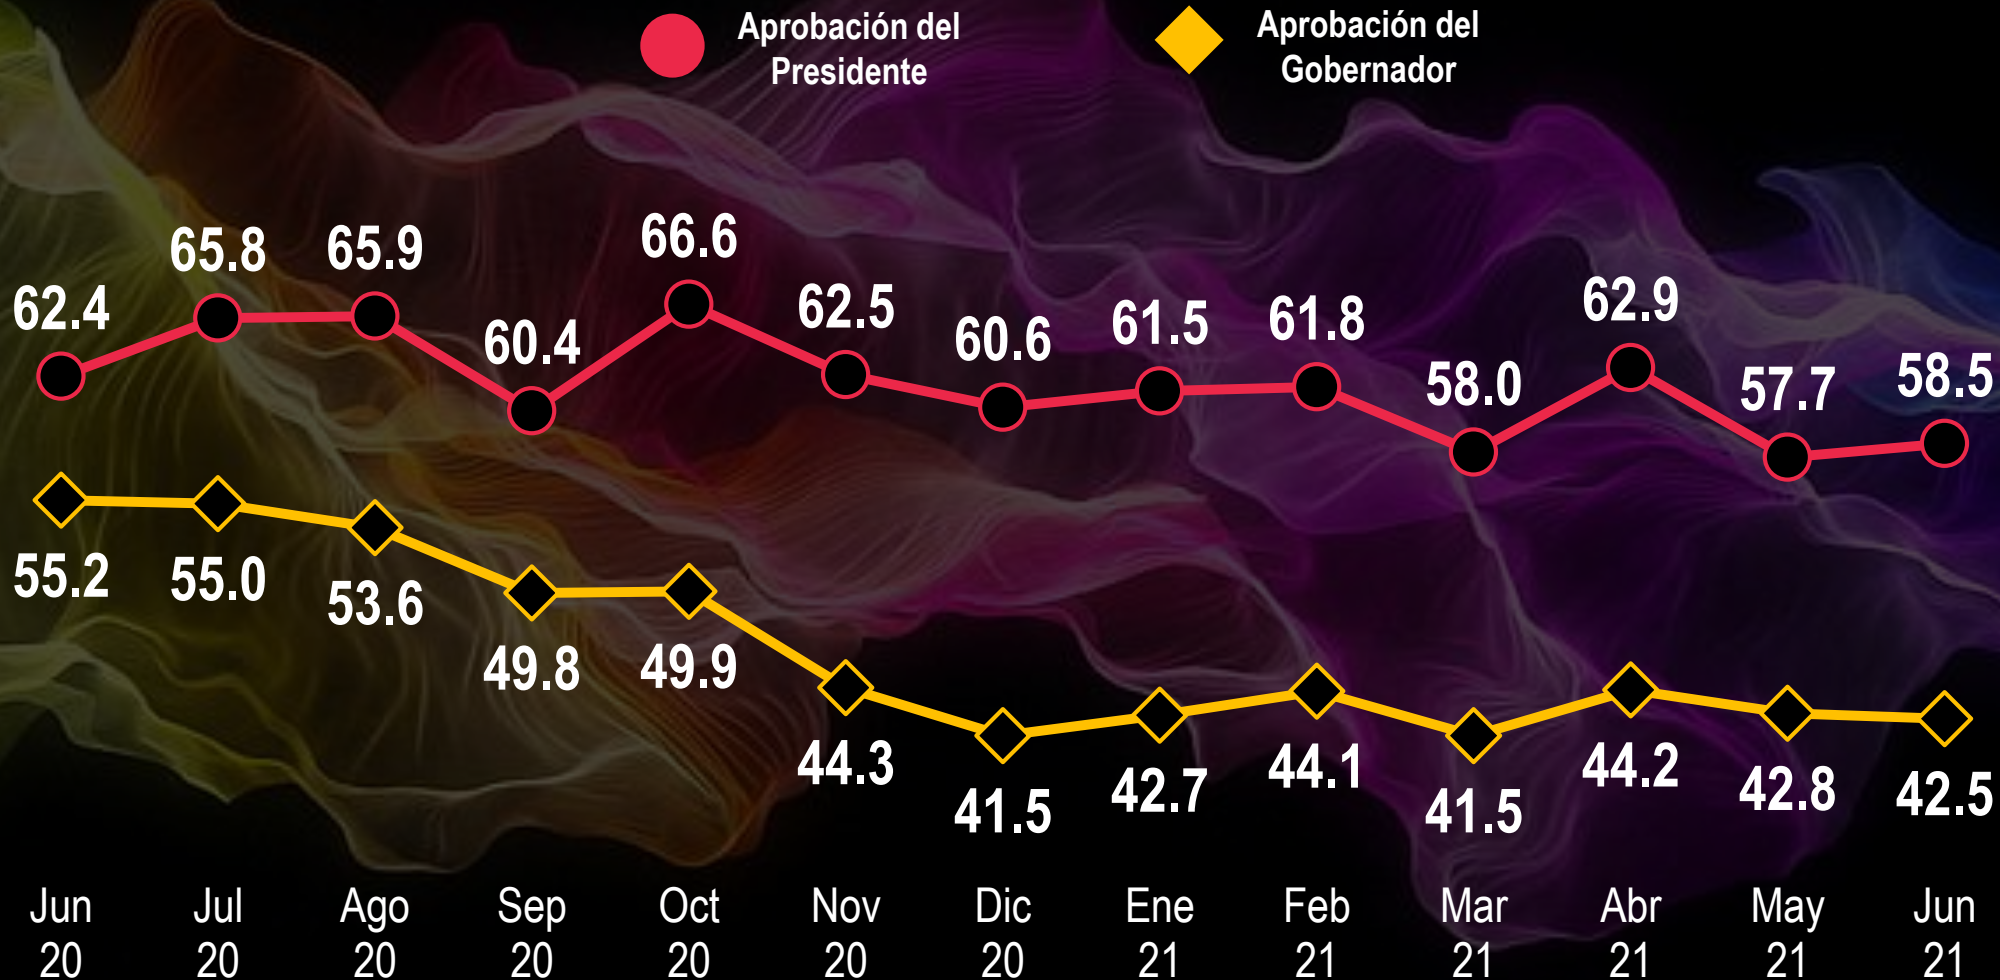 Aprobación del
Presidente
Aprobación del
Gobernador
62.4
65.8
65.9
60.4
66.6
62.5
60.6
61.5
61.8
58.0
62.9
57.7
58.5
55.2
55.0
53.6
49.8
49.9
44.3
41.5
42.7
44.1
41.5
44.2
42.8
42.5
Jun
20
Jul
20
Ago
20
Sep
20
Oct
20
Nov
20
Dic
20
Ene
21
Feb
21
Mar
21
Abr
21
May
21
Jun
21